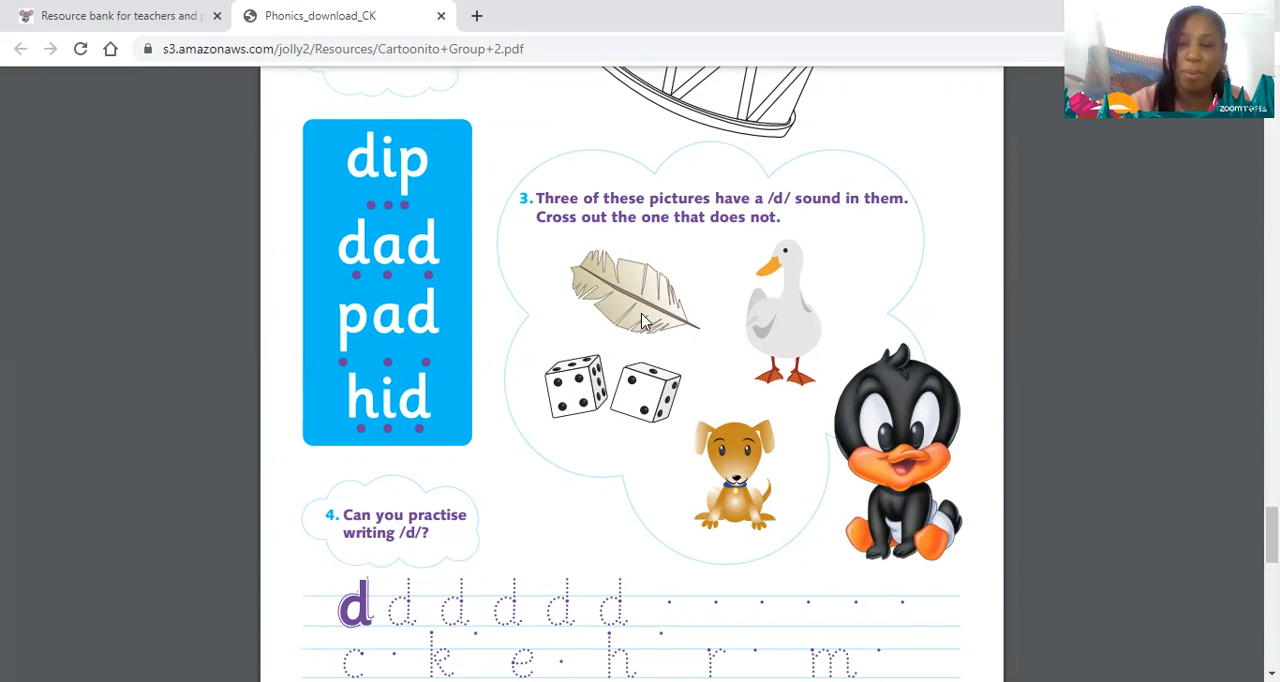 Resource bank for teachers and p
Phonics_download_CK
s3.amazonaws.com/jolly2/Resources/Cartoonito+Group+2.pdf
zoomtopia
dip
dad
pad
hid
3. Three of these pictures have a /d/ sound in them.
Cross out the one that does not.
4. Can you practise
writing /d/?
d d d d d d
c k e h r m